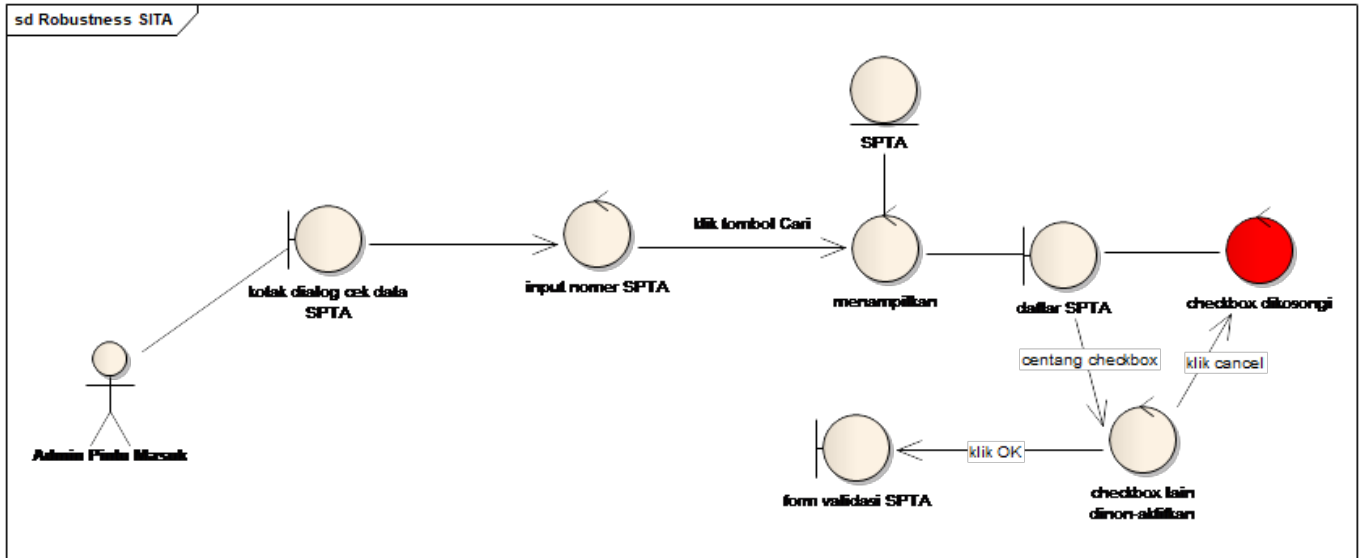 sd Robustness SITA
SPTA
klik tombol Cari
kotak dialog cek data
SPTA
input nomer SPTA
menampilkan
daftar SPTA
checkbox dikosongi
centang checkbox
klik cancel
Admin Pintu Masuk
klik OK
form validasi SPTA
checkbox lain
dinon-aktifkan